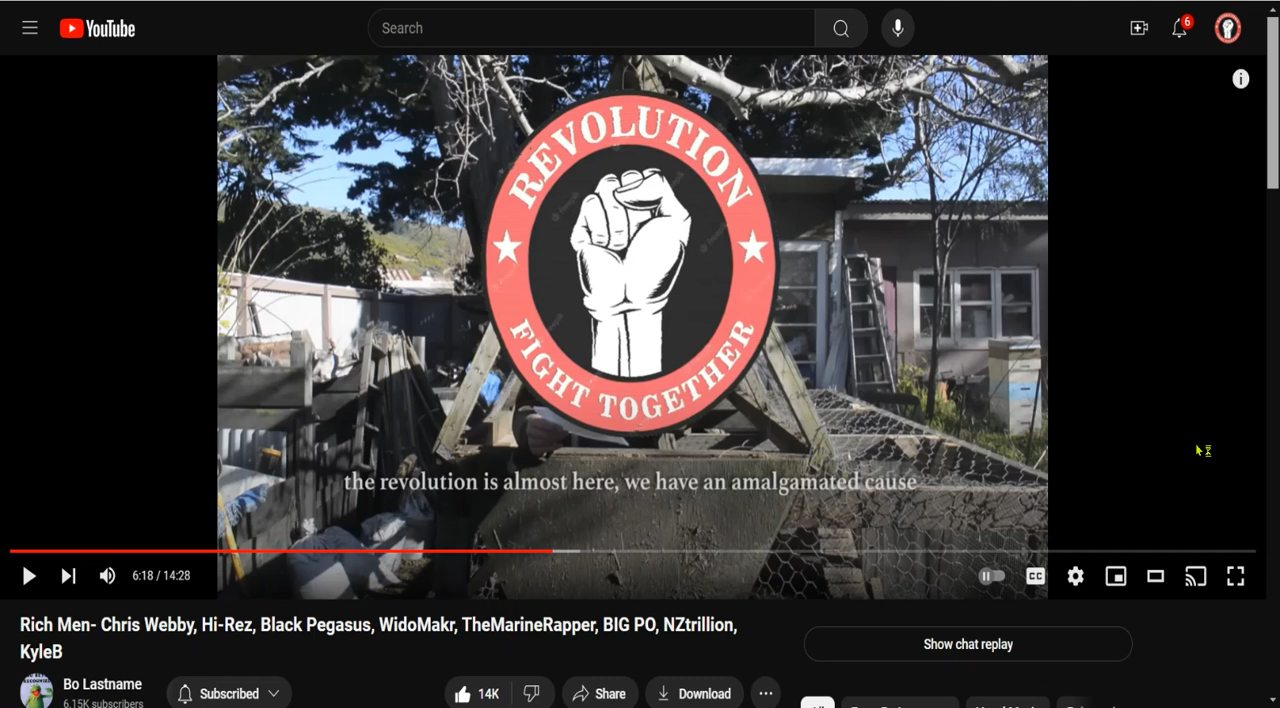 YouTube
Search
6
REVOLUTION
FIGHT TOGETHER
the revolution is almost here, we have an amalgamated cause
6:18 / 14:28
CC
Rich Men- Chris Webby, Hi-Rez, Black Pegasus, WidoMakr, TheMarineRapper, BIG PO, NZtrillion,
KyleB
Show chat replay
Bo Lastname
6.15K subscribers
Subscribed
14K
Share
Download